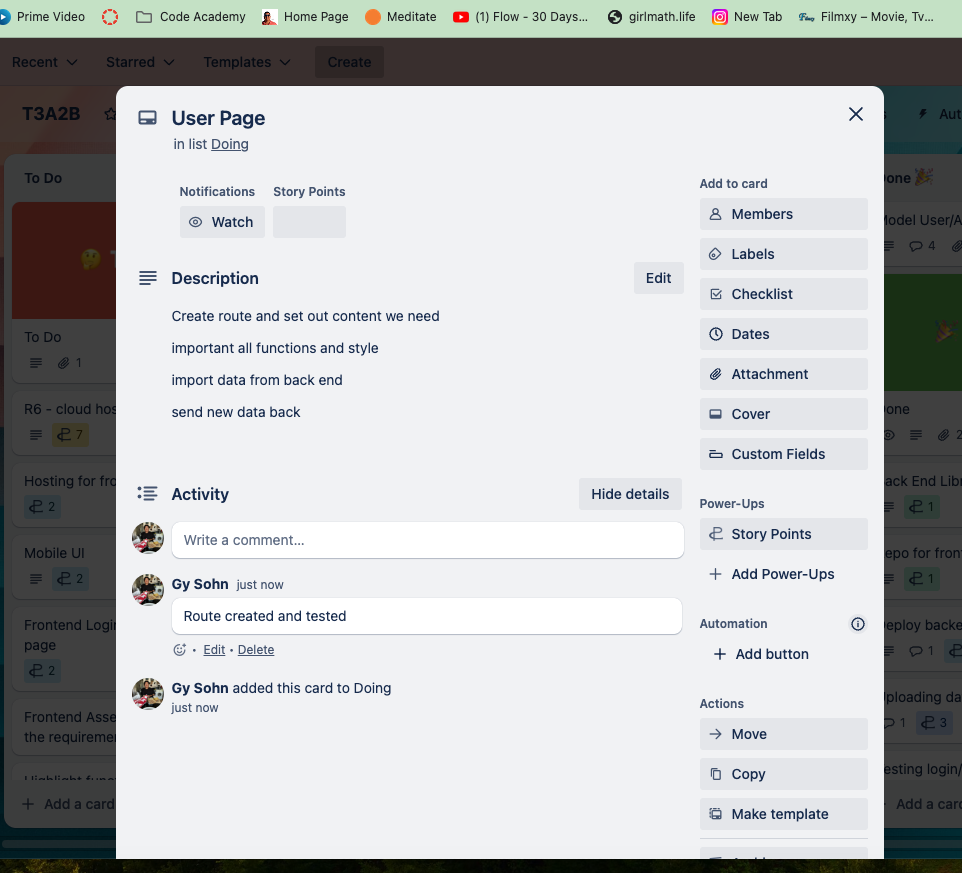 Prime Video
Code Academy
Home Page
Meditate
(1) Flow - 30 Days...
girlmath.life
New Tab
Filmxy – Movie, Tv...
Recent
Starred
Templates
Create
T3A2B
To Do
To Do
1
R6 - cloud hos
7
Hosting for fro
2
Mobile UI
2
Frontend Login
page
2
Frontend Asse
the requiremen
Highlight func
+ Add a card
User Page
in list Doing
Notifications
Story Points
Watch
Description
Edit
Create route and set out content we need
important all functions and style
import data from back end
send new data back
Activity
Hide details
Write a comment…
Gy Sohn just now
Route created and tested
• Edit • Delete
Gy Sohn added this card to Doing
just now
Add to card
Members
Labels
Checklist
Dates
Attachment
Cover
Custom Fields
Power-Ups
Story Points
+ Add Power-Ups
Automation
+ Add button
Actions
Move
Copy
Make template
Aut
one
Model User/A
4
one
2
ack End Libr
1
epo for front
1
eploy backe
1
ploading da
1
3
esting login/
Add a card